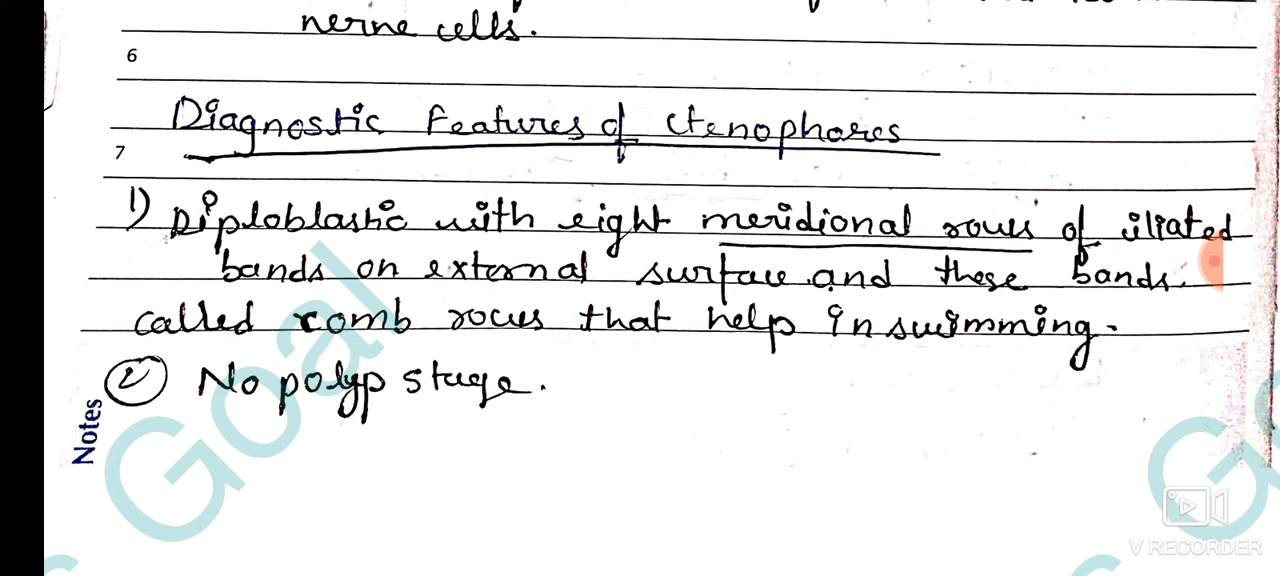 nerne cells.
6
Diagnostic Features of Ctenophores
7
1) Diploblastic with eight meridional rows of ciliated
bands on external surface and these bands.
called comb rows that help in swimming.
2 No polyp stage.
Notes
Goal
V RECORDER